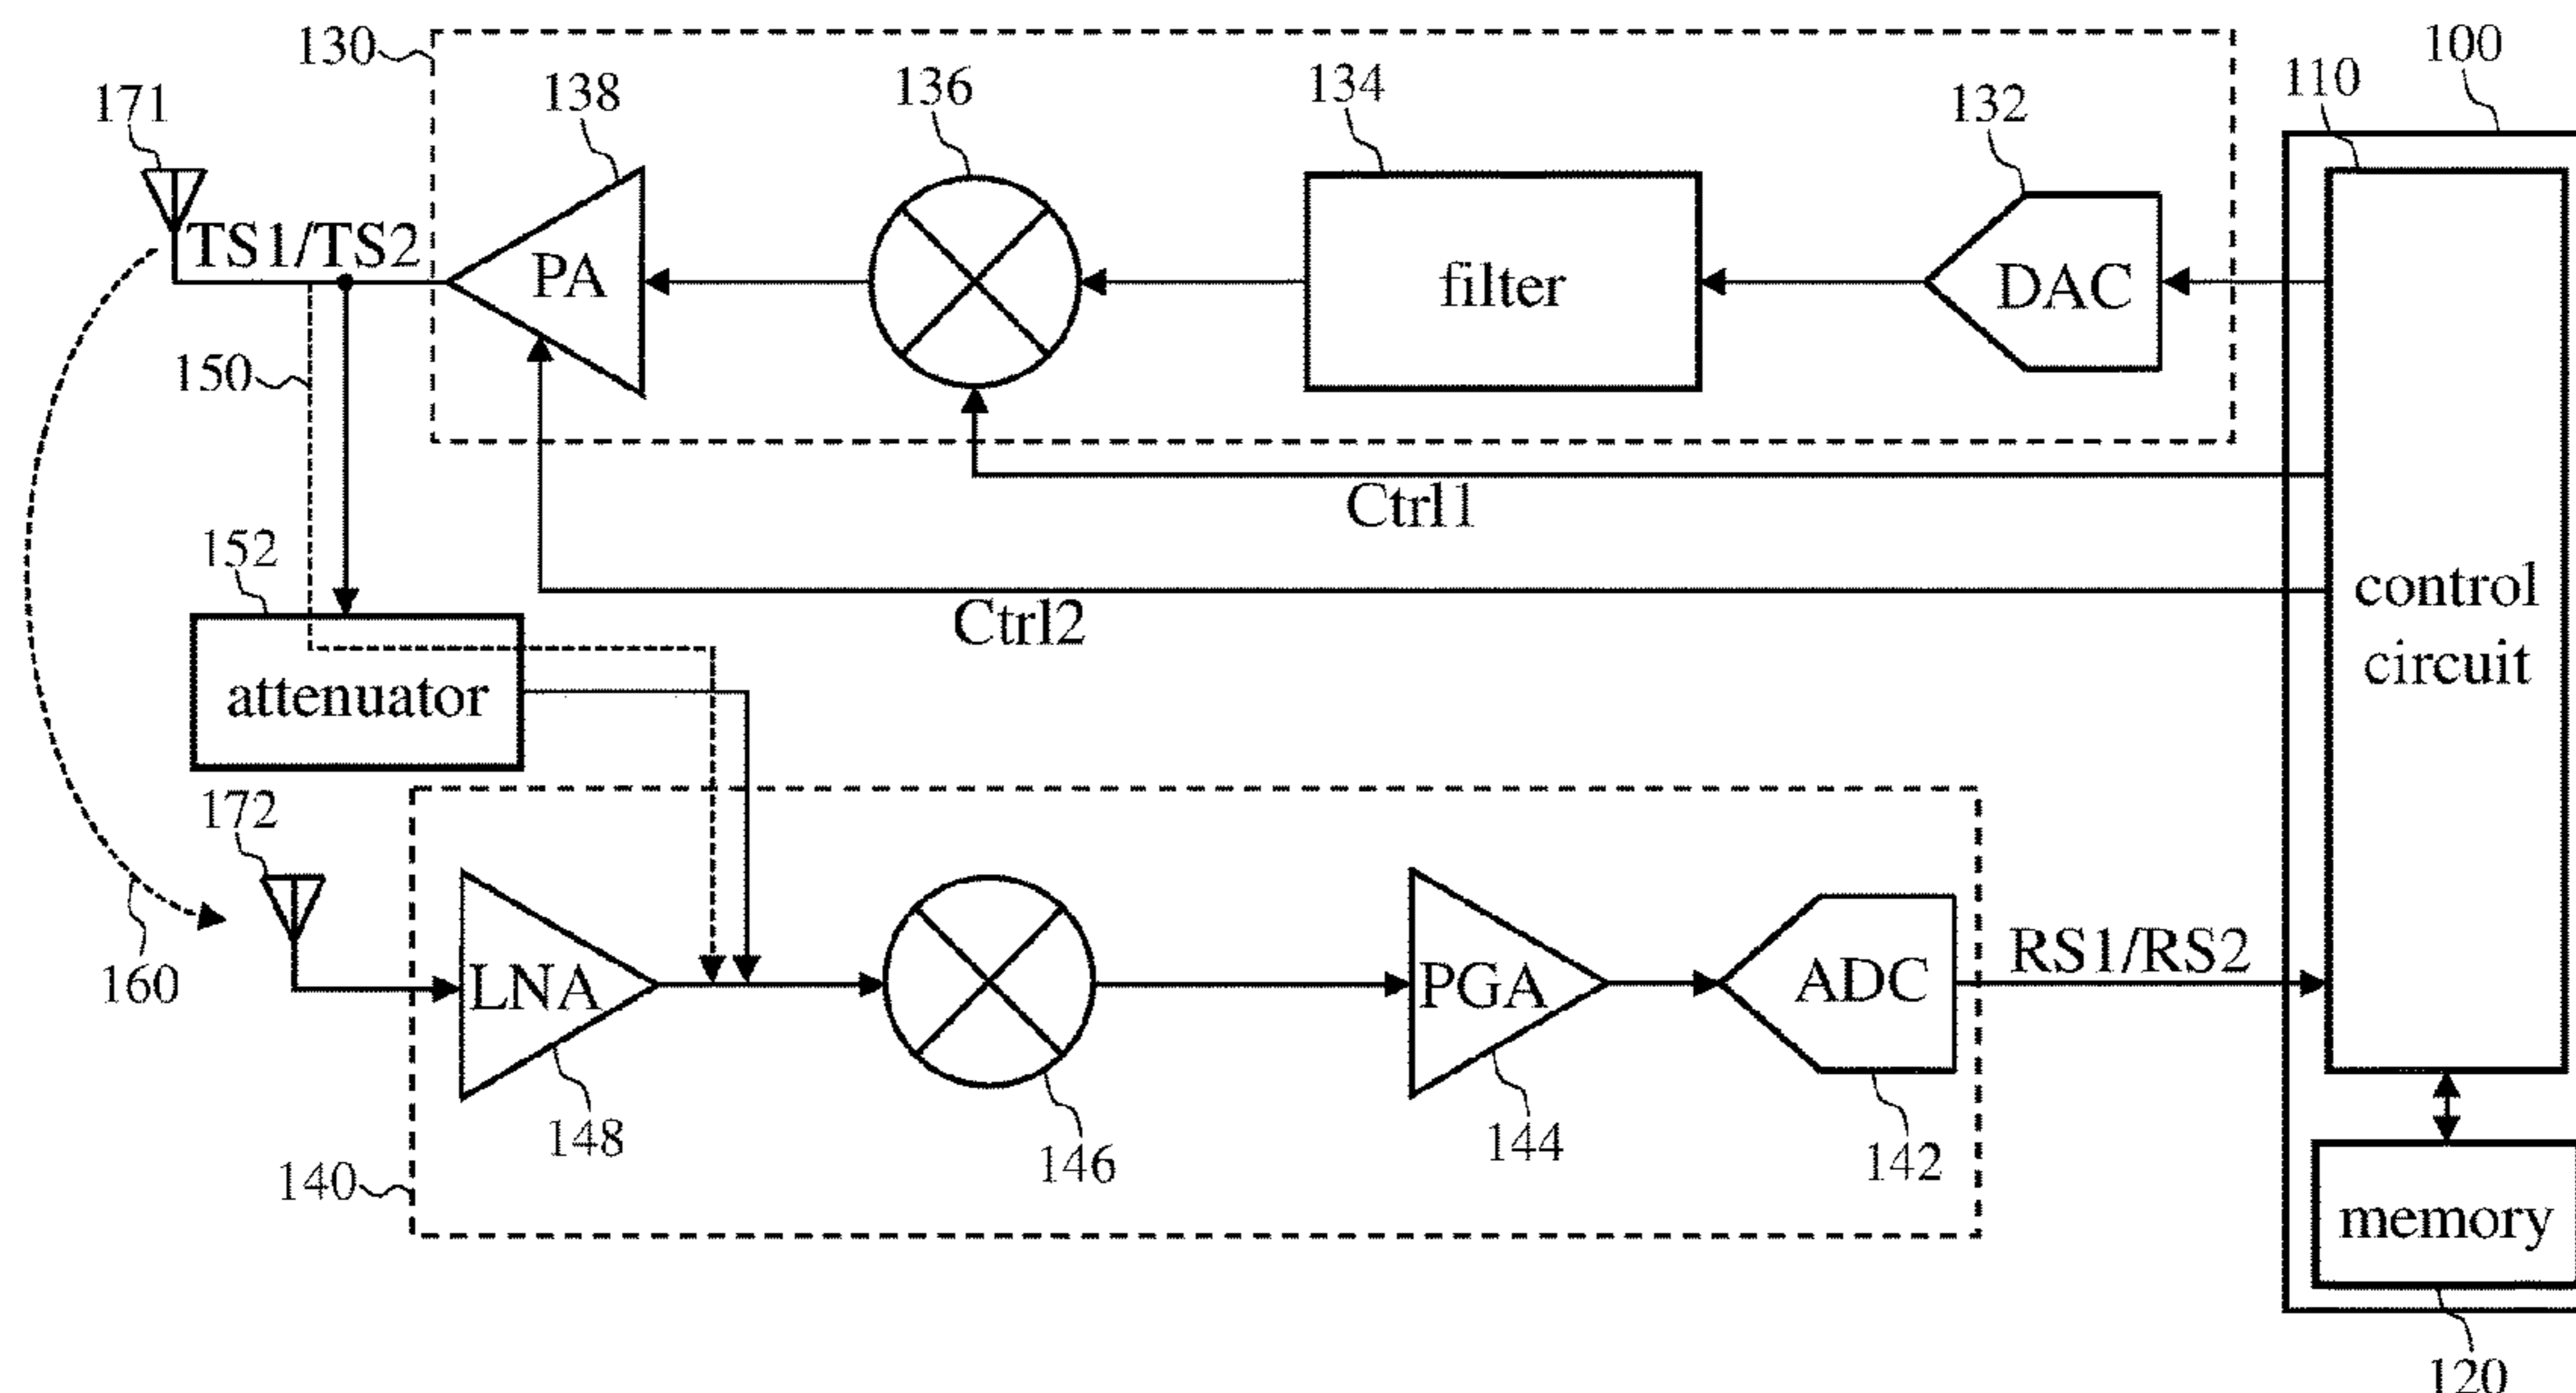 130
171
138
136
134
132
110
100
TS1/TS2
PA
filter
DAC
150
Ctrl1
152
Ctrl2
control
circuit
attenuator
172
160
LNA
PGA
ADC
RS1/RS2
148
146
144
142
140
memory
120